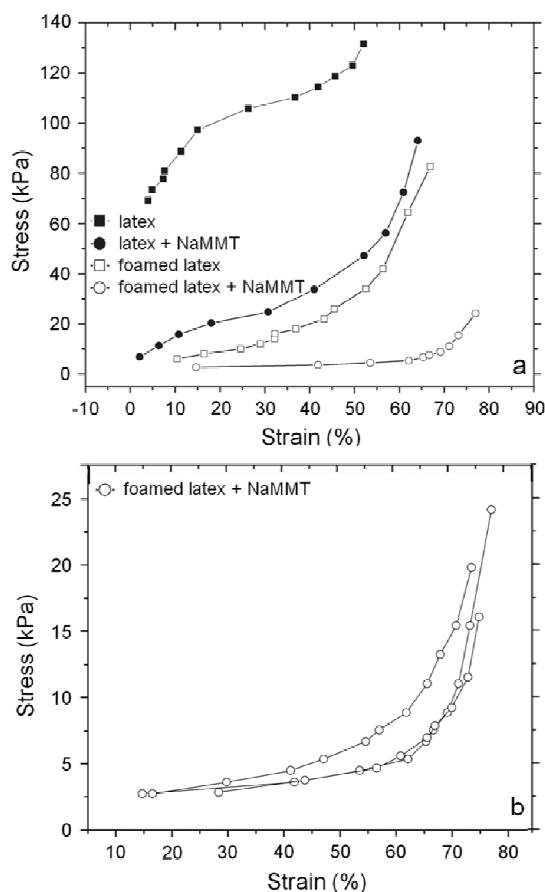 140
120
100
80
60
40
20
0
Stress (kPa)
latex
latex + NaMMT
foamed latex
foamed latex + NaMMT
a
-10 0 10 20 30 40 50 60 70 80 90
Strain (%)
foamed latex + NaMMT
25
20
15
10
5
0
Stress (kPa)
b
10 20 30 40 50 60 70 80
Strain (%)